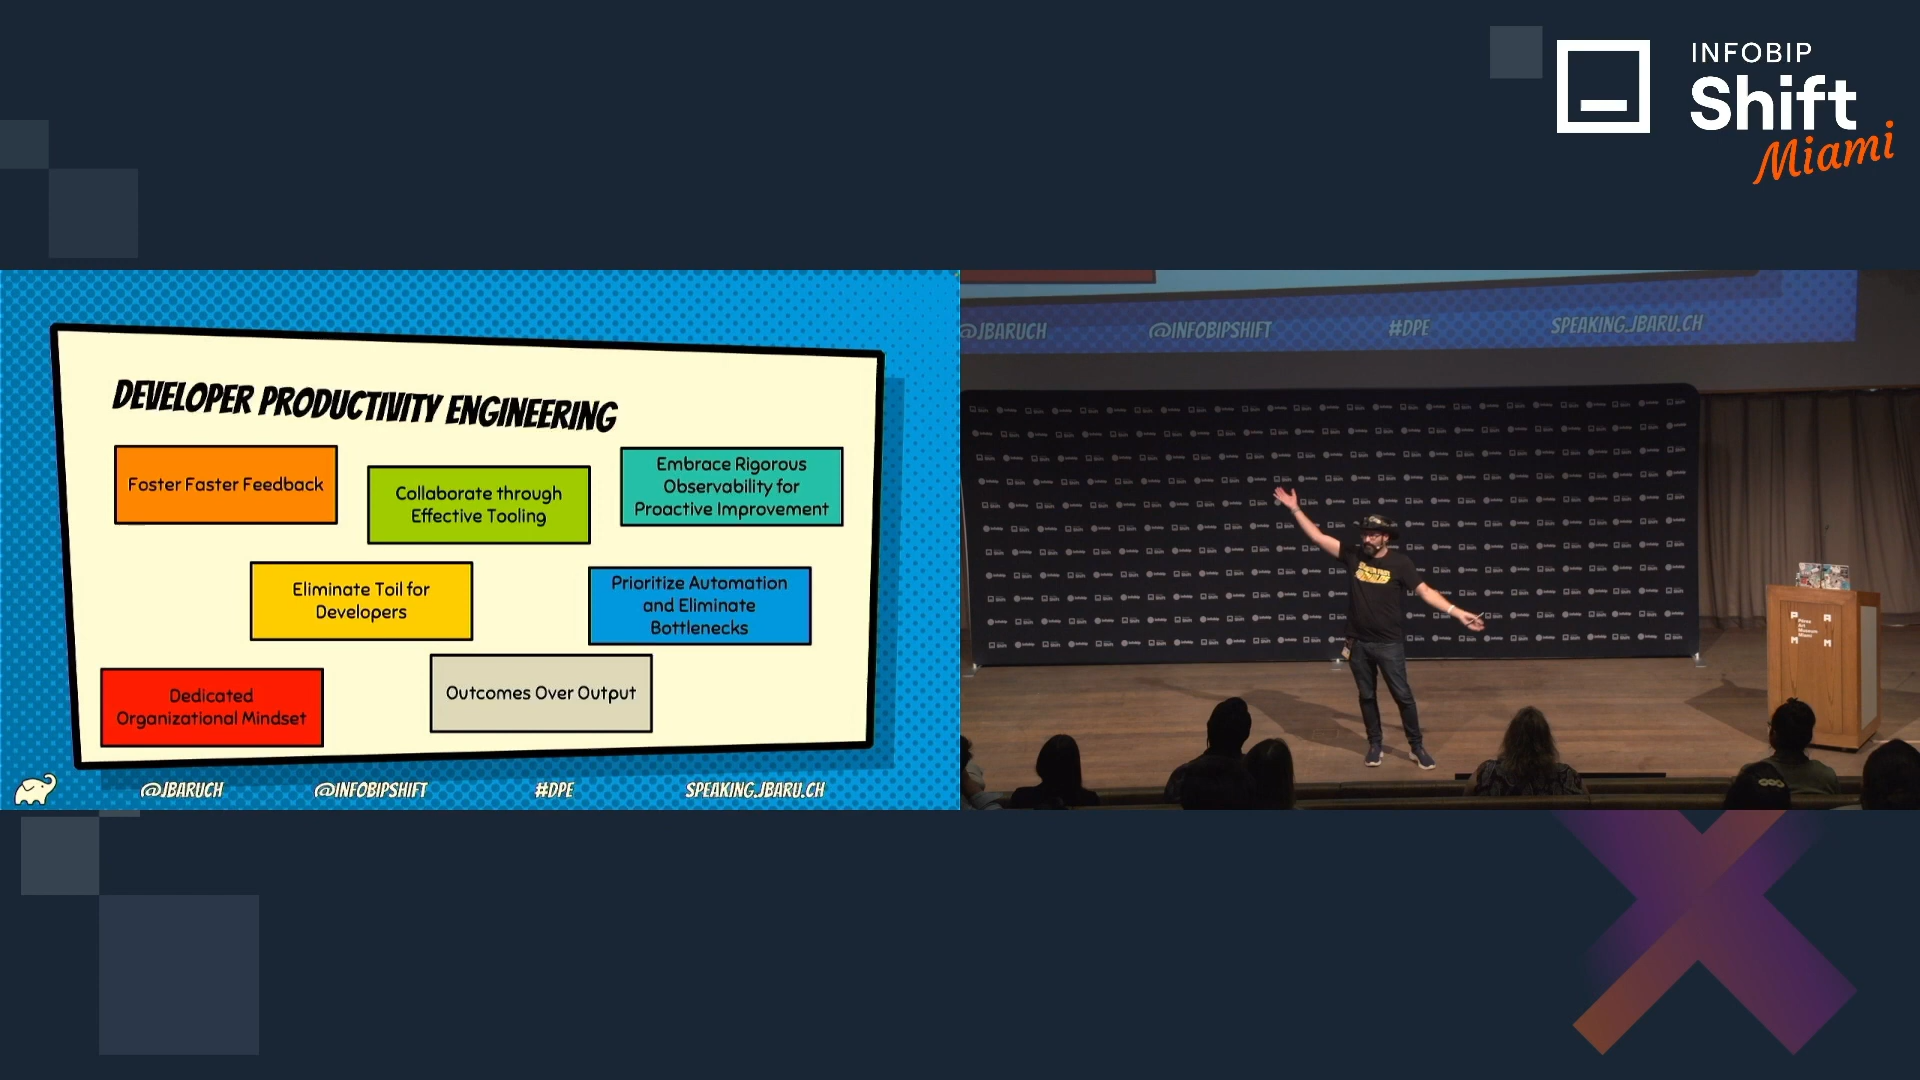 INFOBIP
Shift
Miami
DEVELOPER PRODUCTIVITY ENGINEERING
Foster Faster Feedback
Collaborate through
Effective Tooling
Embrace Rigorous
Observability for
Proactive Improvement
Eliminate Toil for
Developers
Prioritize Automation
and Eliminate
Bottlenecks
Dedicated
Organizational Mindset
Outcomes Over Output
@JBARUCH
@INFOBIPSHIFT
#DPE
SPEAKING.JBARU.CH
@JBARUCH
@INFOBIPSHIFT
#DPE
SPEAKING.JBARU.CH